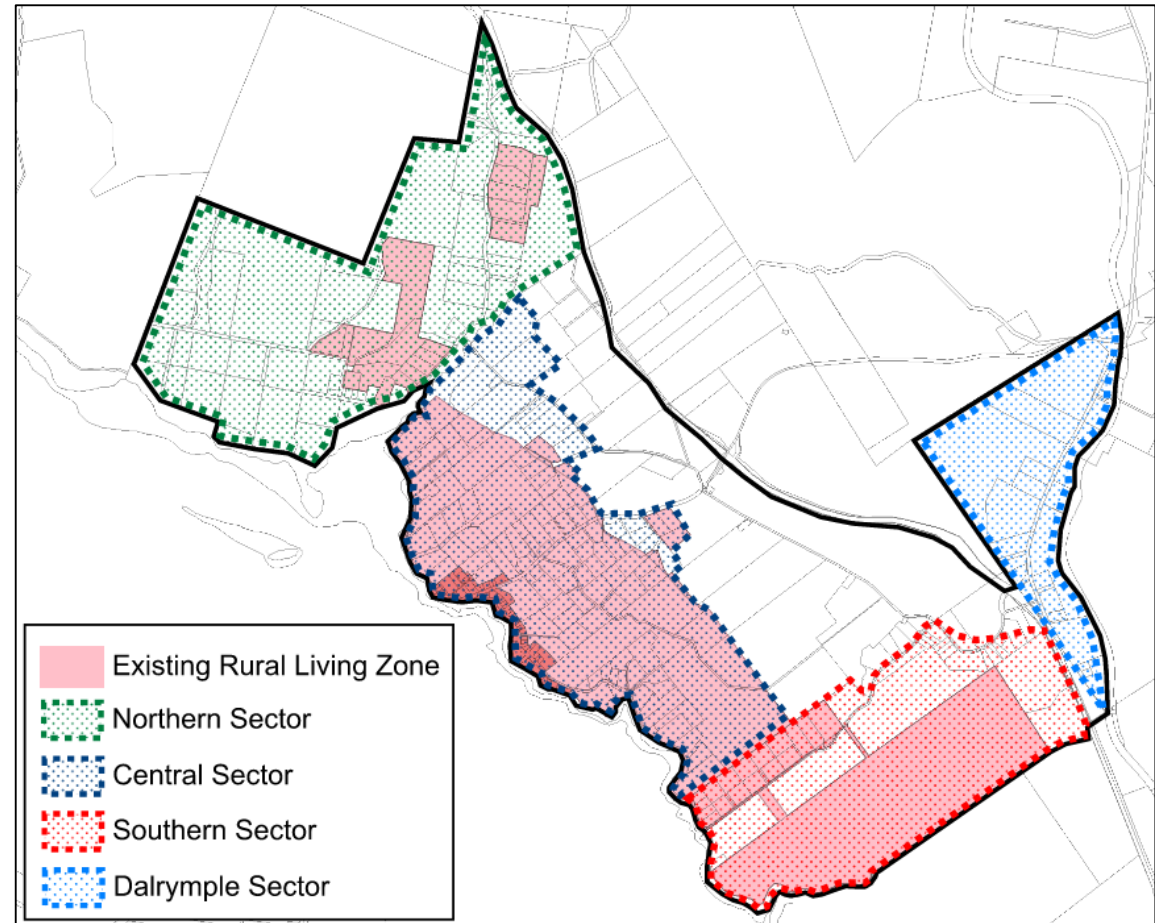 Existing Rural Living Zone
Northern Sector
Central Sector
Southern Sector
Dalrymple Sector